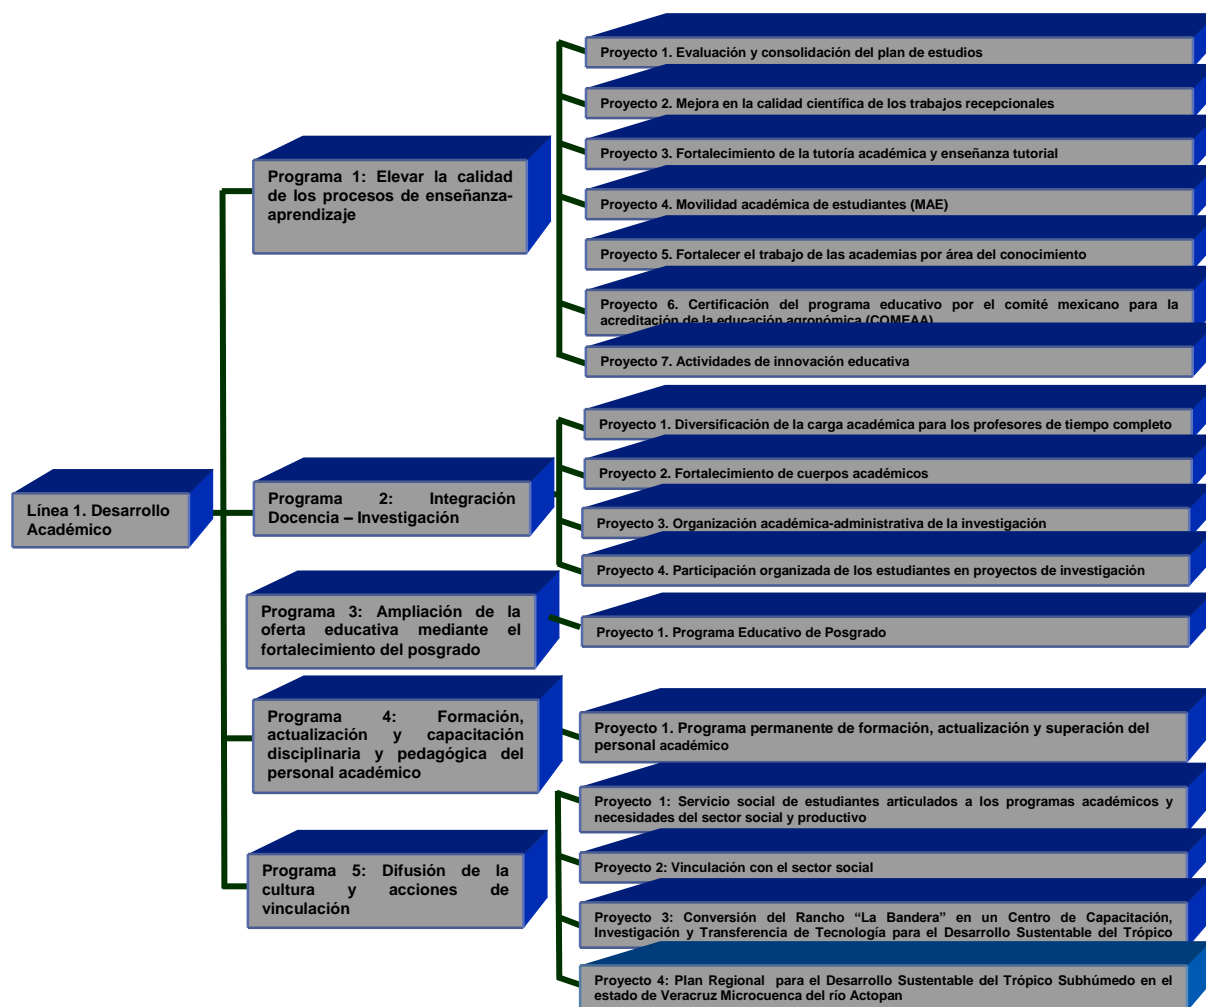 Línea 1. Desarrollo
Académico
Programa 1: Elevar la calidad
de los procesos de enseñanza-
aprendizaje
Proyecto 1. Evaluación y consolidación del plan de estudios
Proyecto 2. Mejora en la calidad científica de los trabajos recepcionales
Proyecto 3. Fortalecimiento de la tutoría académica y enseñanza tutorial
Proyecto 4. Movilidad académica de estudiantes (MAE)
Proyecto 5. Fortalecer el trabajo de las academias por área del conocimiento
Proyecto 6. Certificación del programa educativo por el comité mexicano para la
acreditación de la educación agronómica (COMEAA)
Proyecto 7. Actividades de innovación educativa
Programa 2: Integración
Docencia – Investigación
Proyecto 1. Diversificación de la carga académica para los profesores de tiempo completo
Proyecto 2. Fortalecimiento de cuerpos académicos
Proyecto 3. Organización académica-administrativa de la investigación
Proyecto 4. Participación organizada de los estudiantes en proyectos de investigación
Programa 3: Ampliación de la
oferta educativa mediante el
fortalecimiento del posgrado
Proyecto 1. Programa Educativo de Posgrado
Programa 4: Formación,
actualización y capacitación
disciplinaria y pedagógica del
personal académico
Proyecto 1. Programa permanente de formación, actualización y superación del
personal académico
Programa 5: Difusión de la
cultura y acciones de
vinculación
Proyecto 1: Servicio social de estudiantes articulados a los programas académicos y
necesidades del sector social y productivo
Proyecto 2: Vinculación con el sector social
Proyecto 3: Conversión del Rancho “La Bandera” en un Centro de Capacitación,
Investigación y Transferencia de Tecnología para el Desarrollo Sustentable del Trópico
Proyecto 4: Plan Regional para el Desarrollo Sustentable del Trópico Subhúmedo en el
estado de Veracruz Microcuenca del río Actopan